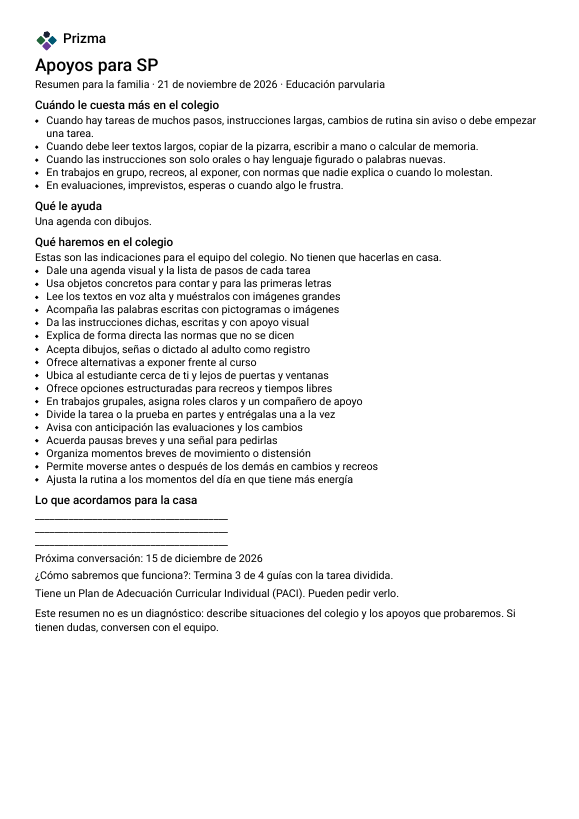 Prizma
Apoyos para SP
Resumen para la familia · 21 de noviembre de 2026 · Educación parvularia
Cuándo le cuesta más en el colegio
• Cuando hay tareas de muchos pasos, instrucciones largas, cambios de rutina sin aviso o debe empezar
una tarea.
• Cuando debe leer textos largos, copiar de la pizarra, escribir a mano o calcular de memoria.
• Cuando las instrucciones son solo orales o hay lenguaje figurado o palabras nuevas.
• En trabajos en grupo, recreos, al exponer, con normas que nadie explica o cuando lo molestan.
• En evaluaciones, imprevistos, esperas o cuando algo le frustra.
Qué le ayuda
Una agenda con dibujos.
Qué haremos en el colegio
Estas son las indicaciones para el equipo del colegio. No tienen que hacerlas en casa.
• Dale una agenda visual y la lista de pasos de cada tarea
• Usa objetos concretos para contar y para las primeras letras
• Lee los textos en voz alta y muéstralos con imágenes grandes
• Acompaña las palabras escritas con pictogramas o imágenes
• Da las instrucciones dichas, escritas y con apoyo visual
• Explica de forma directa las normas que no se dicen
• Acepta dibujos, señas o dictado al adulto como registro
• Ofrece alternativas a exponer frente al curso
• Ubica al estudiante cerca de ti y lejos de puertas y ventanas
• Ofrece opciones estructuradas para recreos y tiempos libres
• En trabajos grupales, asigna roles claros y un compañero de apoyo
• Divide la tarea o la prueba en partes y entrégalas una a la vez
• Avisa con anticipación las evaluaciones y los cambios
• Acuerda pausas breves y una señal para pedirlas
• Organiza momentos breves de movimiento o distensión
• Permite moverse antes o después de los demás en cambios y recreos
• Ajusta la rutina a los momentos del día en que tiene más energía
Lo que acordamos para la casa
________________________________________
________________________________________
________________________________________
Próxima conversación: 15 de diciembre de 2026
¿Cómo sabremos que funciona?: Termina 3 de 4 guías con la tarea dividida.
Tiene un Plan de Adecuación Curricular Individual (PACI). Pueden pedir verlo.
Este resumen no es un diagnóstico: describe situaciones del colegio y los apoyos que probaremos. Si
tienen dudas, conversen con el equipo.